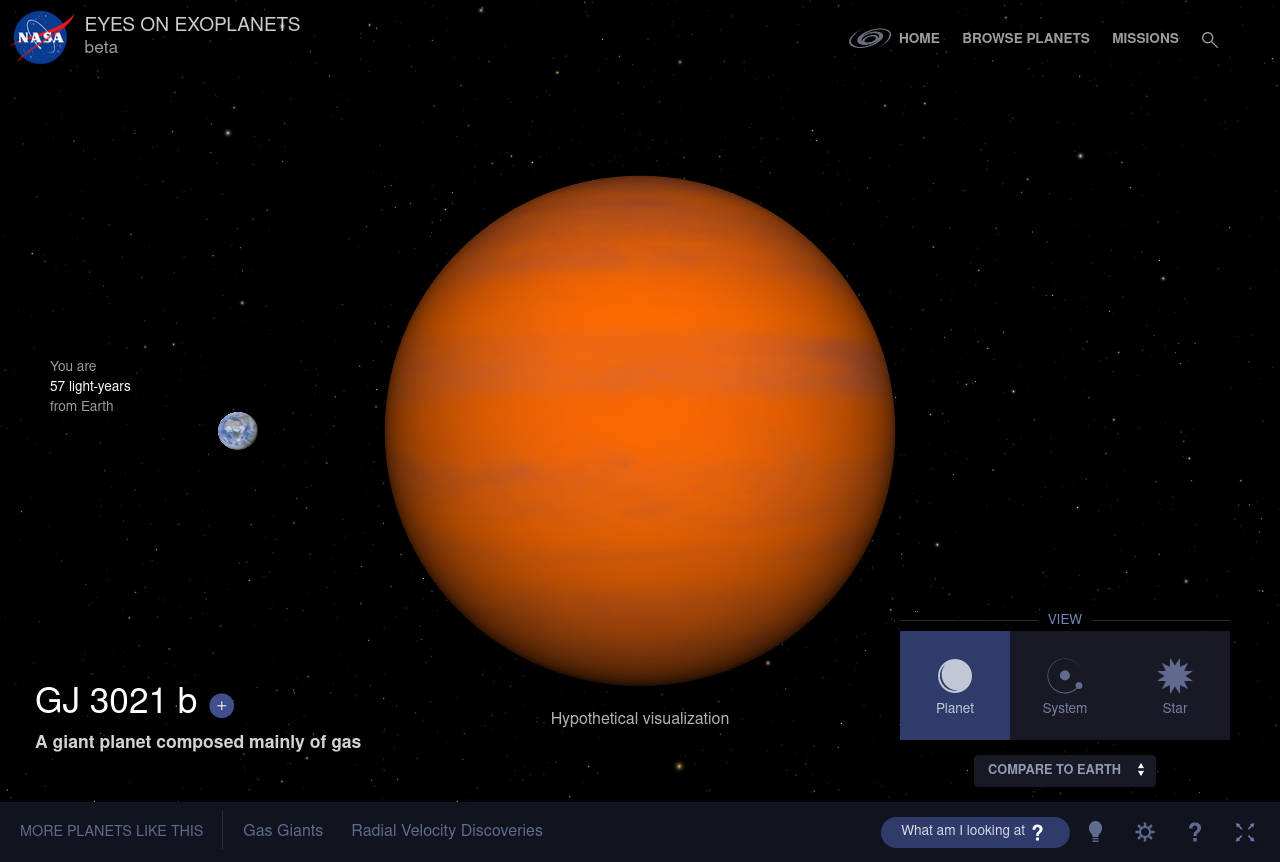 NASA
EYES ON EXOPLANETS
beta
HOME
BROWSE PLANETS
MISSIONS
You are
57 light-years
from Earth
GJ 3021 b +
A giant planet composed mainly of gas
Hypothetical visualization
VIEW
Planet
System
Star
COMPARE TO EARTH
MORE PLANETS LIKE THIS
Gas Giants
Radial Velocity Discoveries
What am I looking at ?
?